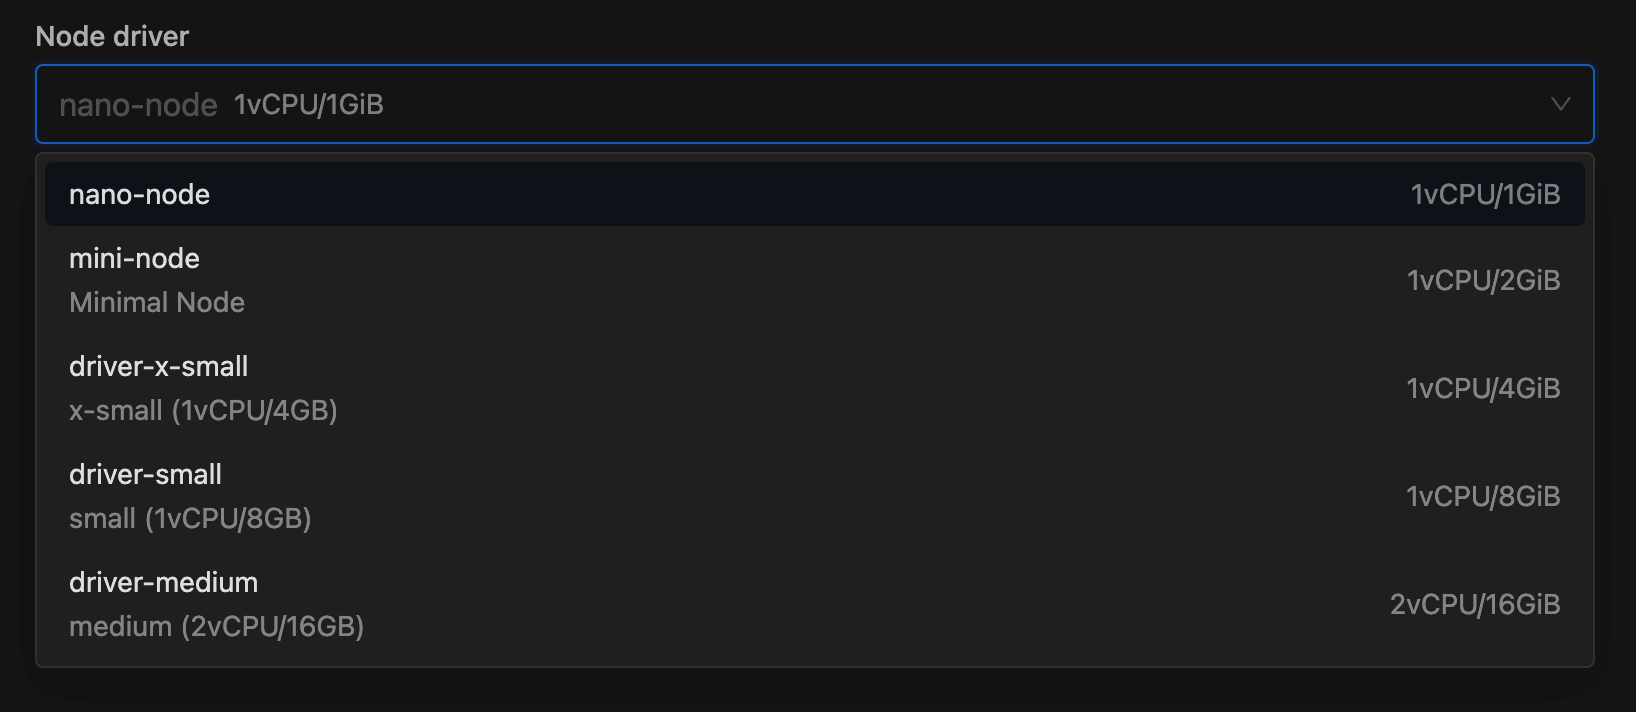 Node driver
nano-node 1vCPU/1GiB
nano-node 1vCPU/1GiB
mini-node
Minimal Node
1vCPU/2GiB
driver-x-small
x-small (1vCPU/4GB)
1vCPU/4GiB
driver-small
small (1vCPU/8GB)
1vCPU/8GiB
driver-medium
medium (2vCPU/16GB)
2vCPU/16GiB